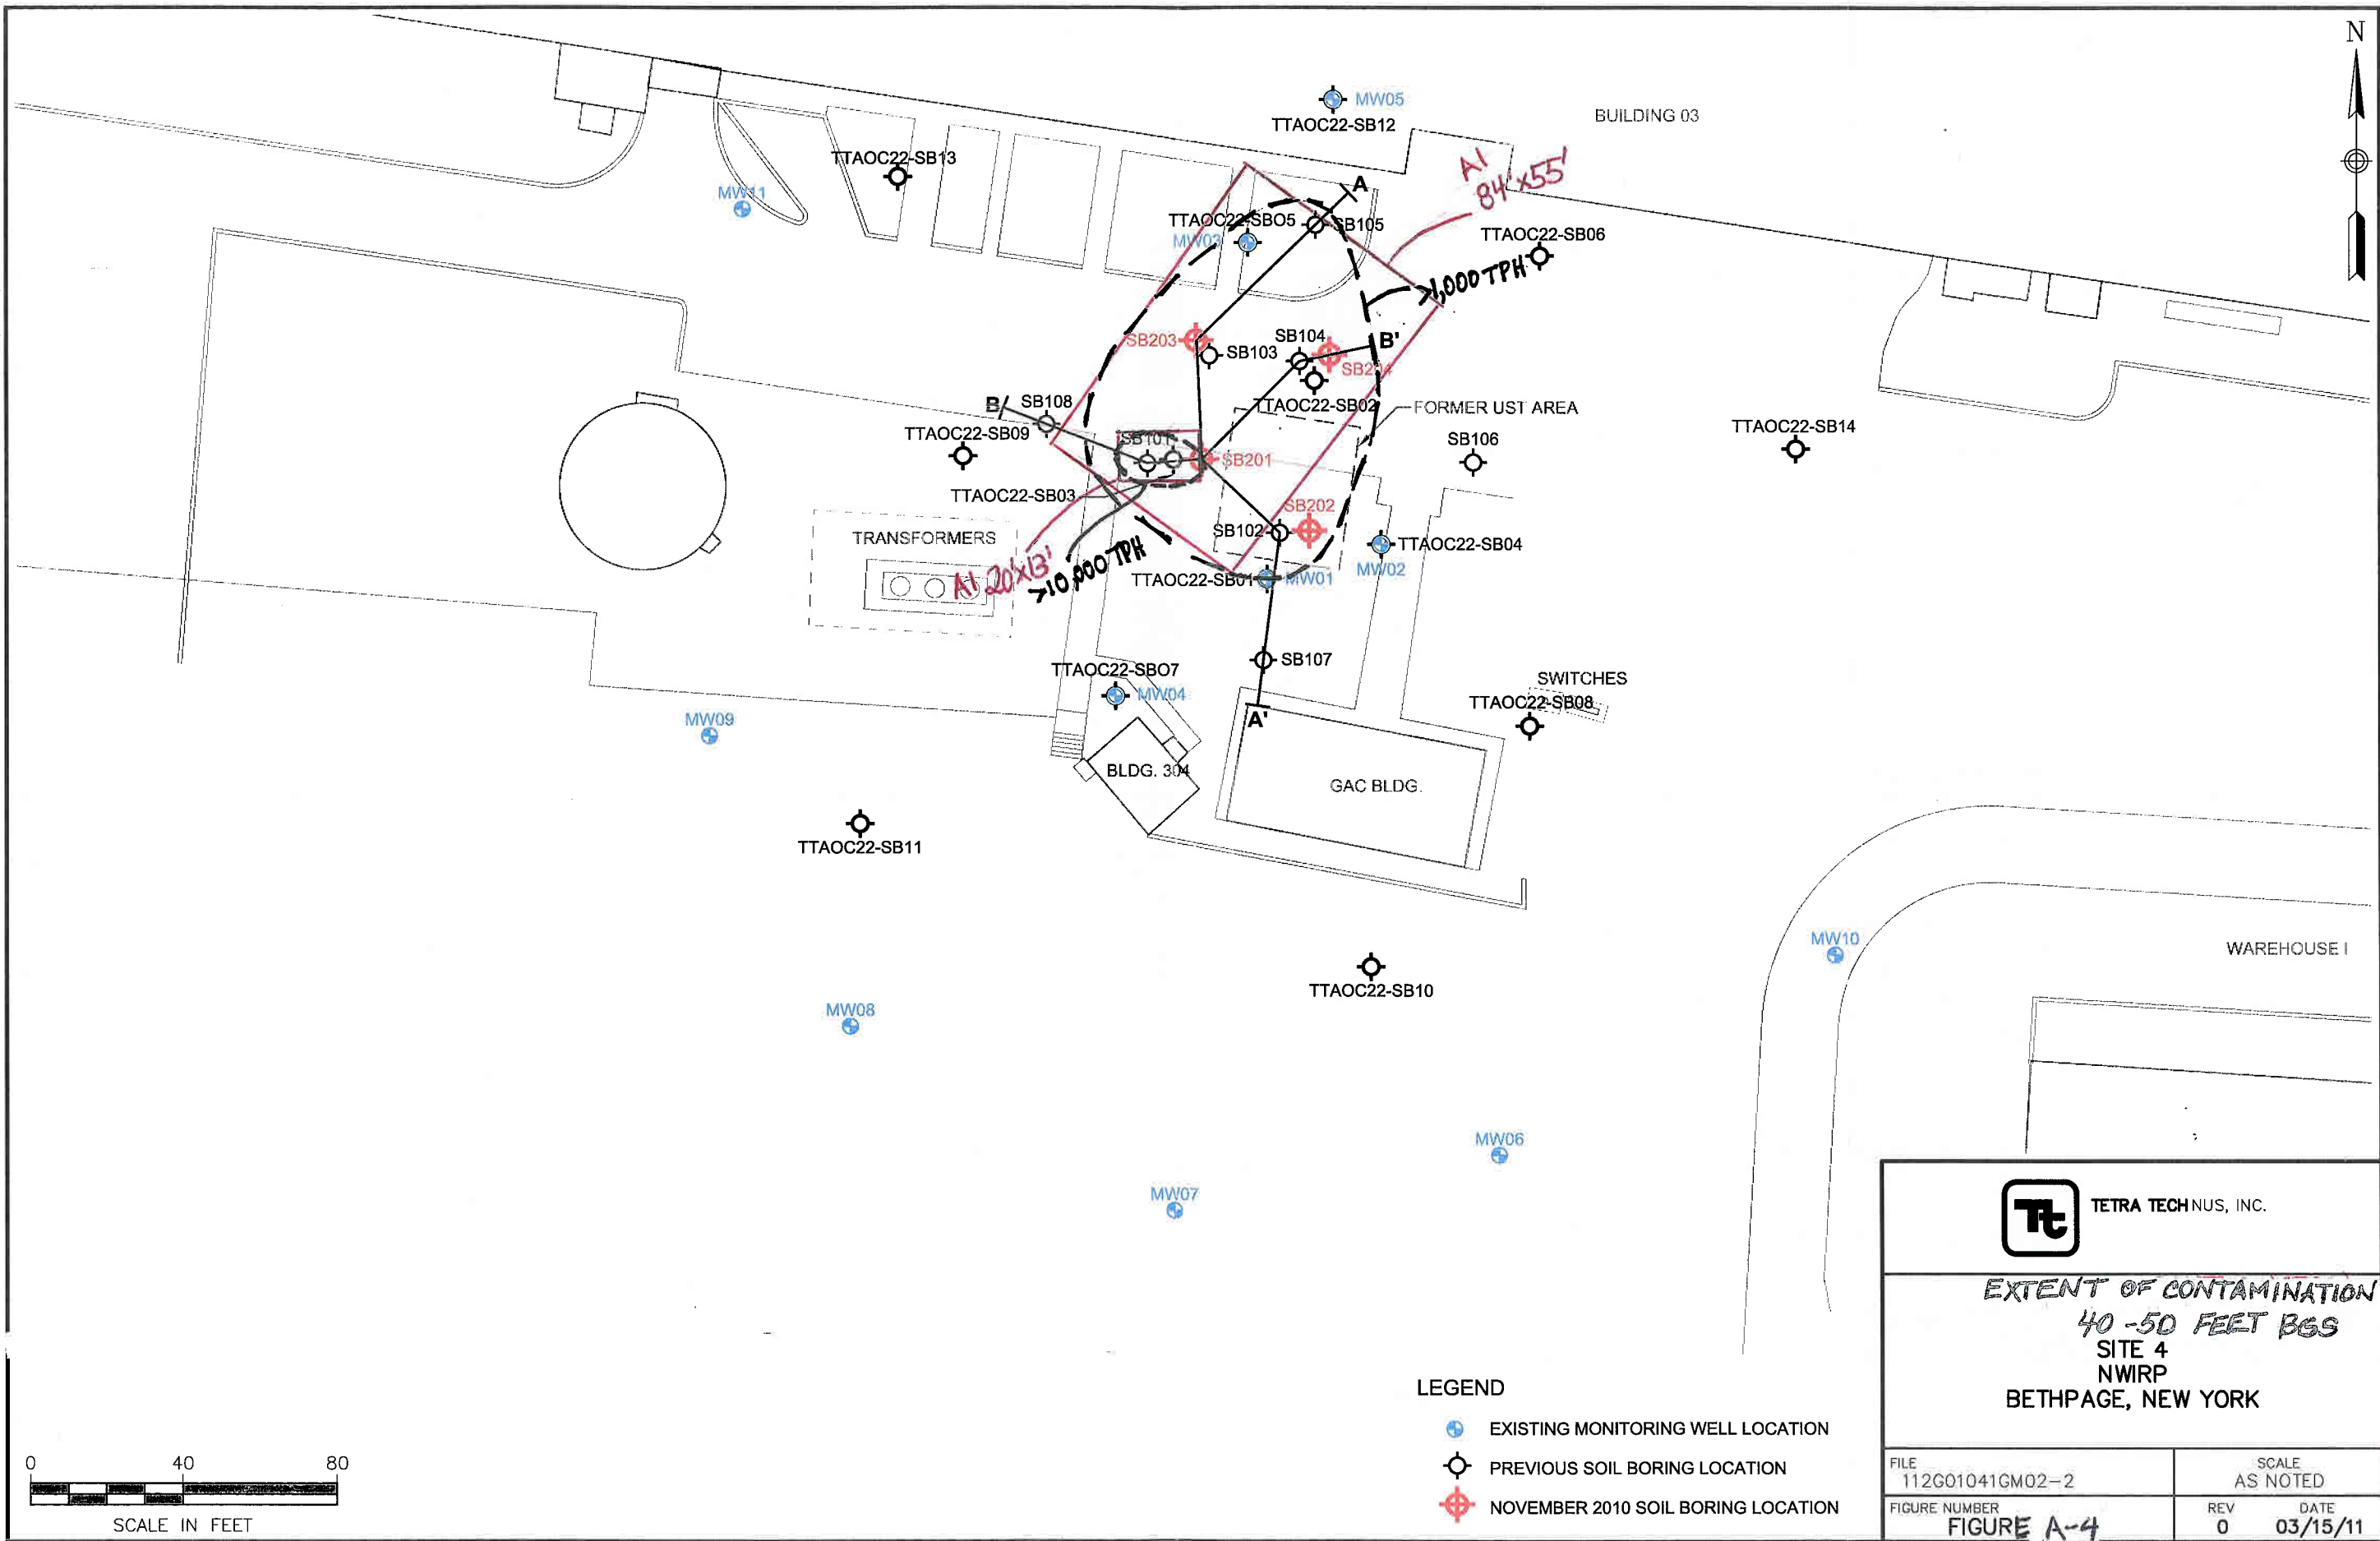 N
MW05
TTAOC22-SB12
BUILDING 03
TTAOC22-SB13
MW11
A1
84'x55'
A
TTAOC22-SBO5
SB105
MW03
TTAOC22-SB06
>1,000 TPH
SB203
SB103
SB104
B'
SB204
TTAOC22-SB02
FORMER UST AREA
B
SB108
TTAOC22-SB09
SB101
SB201
SB106
TTAOC22-SB14
TTAOC22-SB03
SB202
SB102
TRANSFORMERS
TTAOC22-SB04
MW02
A1 20'x13'
>10,000 TPH
TTAOC22-SB01
MW01
SB107
TTAOC22-SBO7
MW04
SWITCHES
TTAOC22-SB08
A'
MW09
BLDG. 304
GAC BLDG.
TTAOC22-SB11
MW10
WAREHOUSE I
TTAOC22-SB10
MW08
MW06
MW07
TETRA TECH NUS, INC.
EXTENT OF CONTAMINATION
40-50 FEET BGS
SITE 4
NWIRP
BETHPAGE, NEW YORK
LEGEND
EXISTING MONITORING WELL LOCATION
PREVIOUS SOIL BORING LOCATION
NOVEMBER 2010 SOIL BORING LOCATION
0 40 80
SCALE IN FEET
FILE
112G01041GM02-2
SCALE
AS NOTED
FIGURE NUMBER
FIGURE A-4
REV
0
DATE
03/15/11